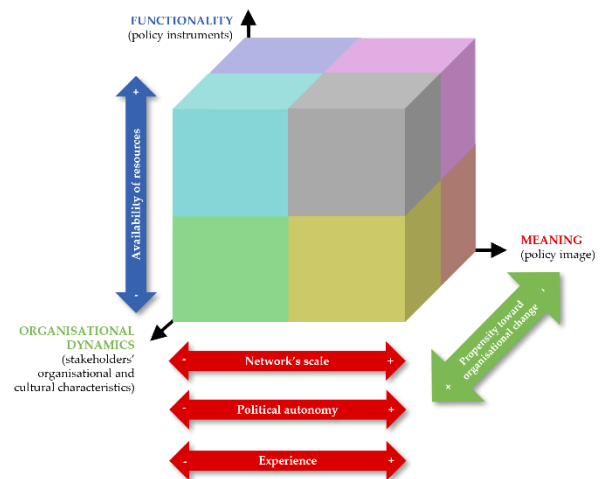 FUNCTIONALITY
(policy instruments)
+
Availability of resources
-
MEANING
(policy image)
ORGANISATIONAL
DYNAMICS
(stakeholders'
organisational and
cultural characteristics)
-
Propensity toward
organisational change
+
- Network's scale +
- Political autonomy +
- Experience +